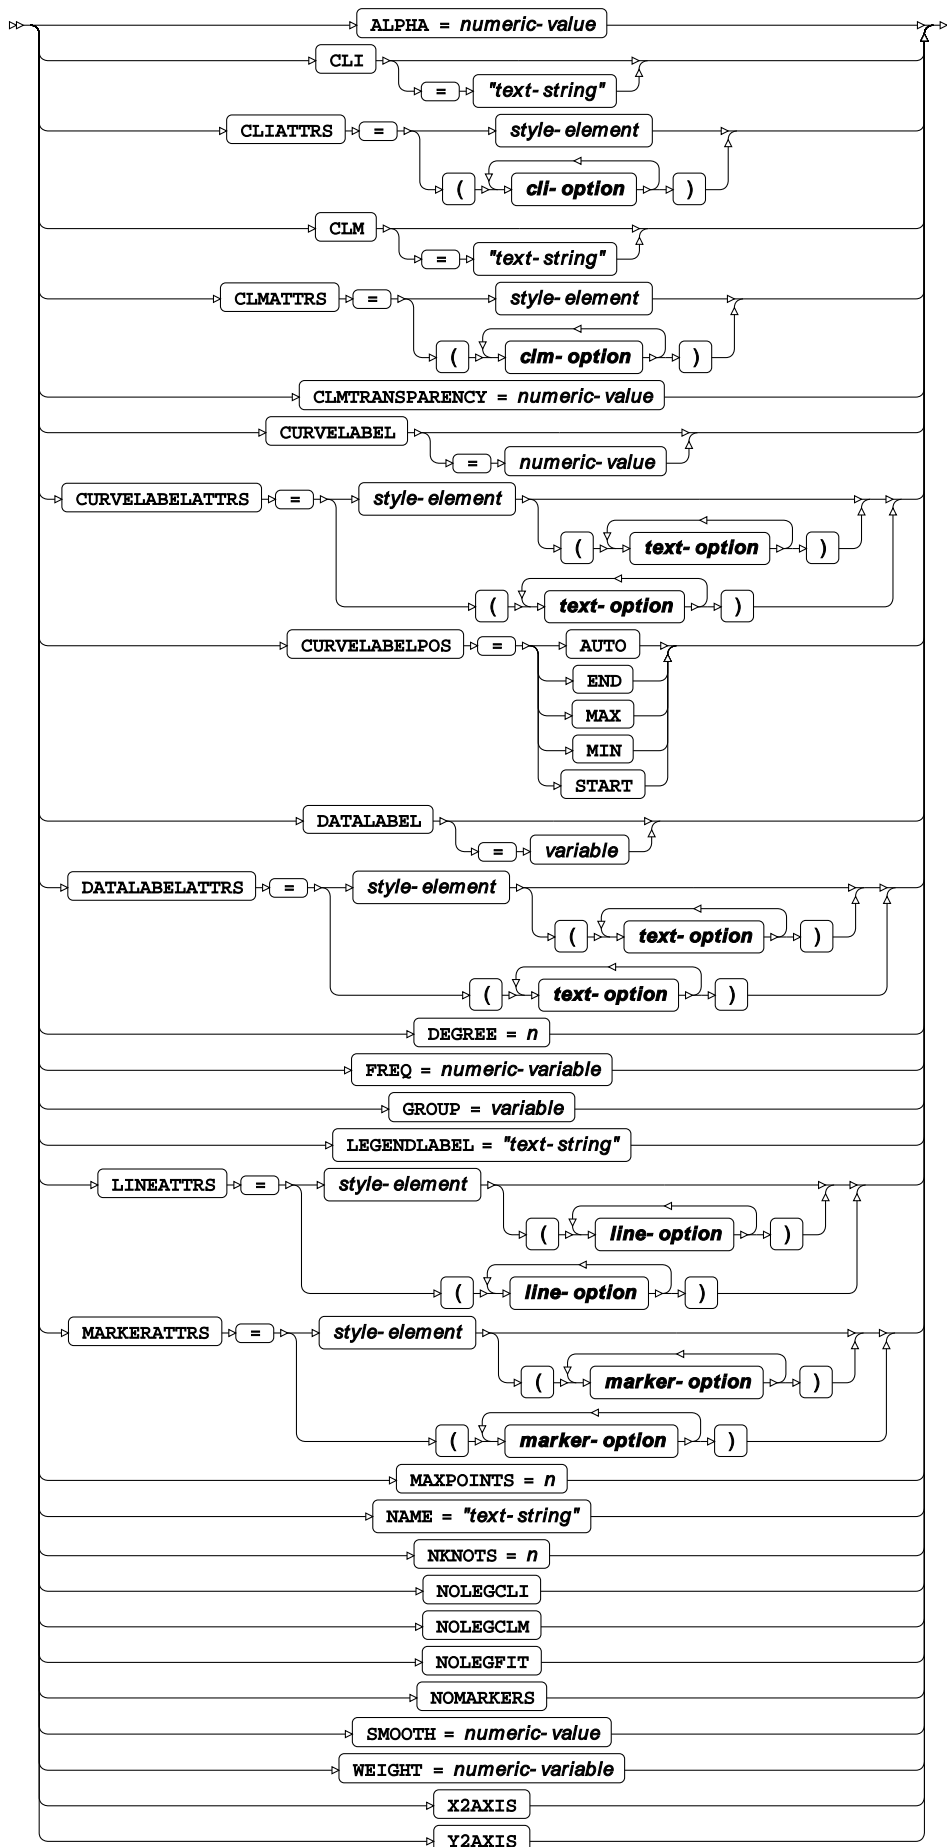 ALPHA = numeric-value
CLI
= "text-string"
CLIATTRS = style-element
( cli-option )
CLM
= "text-string"
CLMATTRS = style-element
( clm-option )
CLMTRANSPARENCY = numeric-value
CURVELABEL
= numeric-value
CURVELABELATTRS = style-element
( text-option )
( text-option )
CURVELABELPOS = AUTO
END
MAX
MIN
START
DATALABEL
= variable
DATALABELATTRS = style-element
( text-option )
( text-option )
DEGREE = n
FREQ = numeric-variable
GROUP = variable
LEGENDLABEL = "text-string"
LINEATTRS = style-element
( line-option )
( line-option )
MARKERATTRS = style-element
( marker-option )
( marker-option )
MAXPOINTS = n
NAME = "text-string"
NKNOTS = n
NOLEGCLI
NOLEGCLM
NOLEGFIT
NOMARKERS
SMOOTH = numeric-value
WEIGHT = numeric-variable
X2AXIS
Y2AXIS